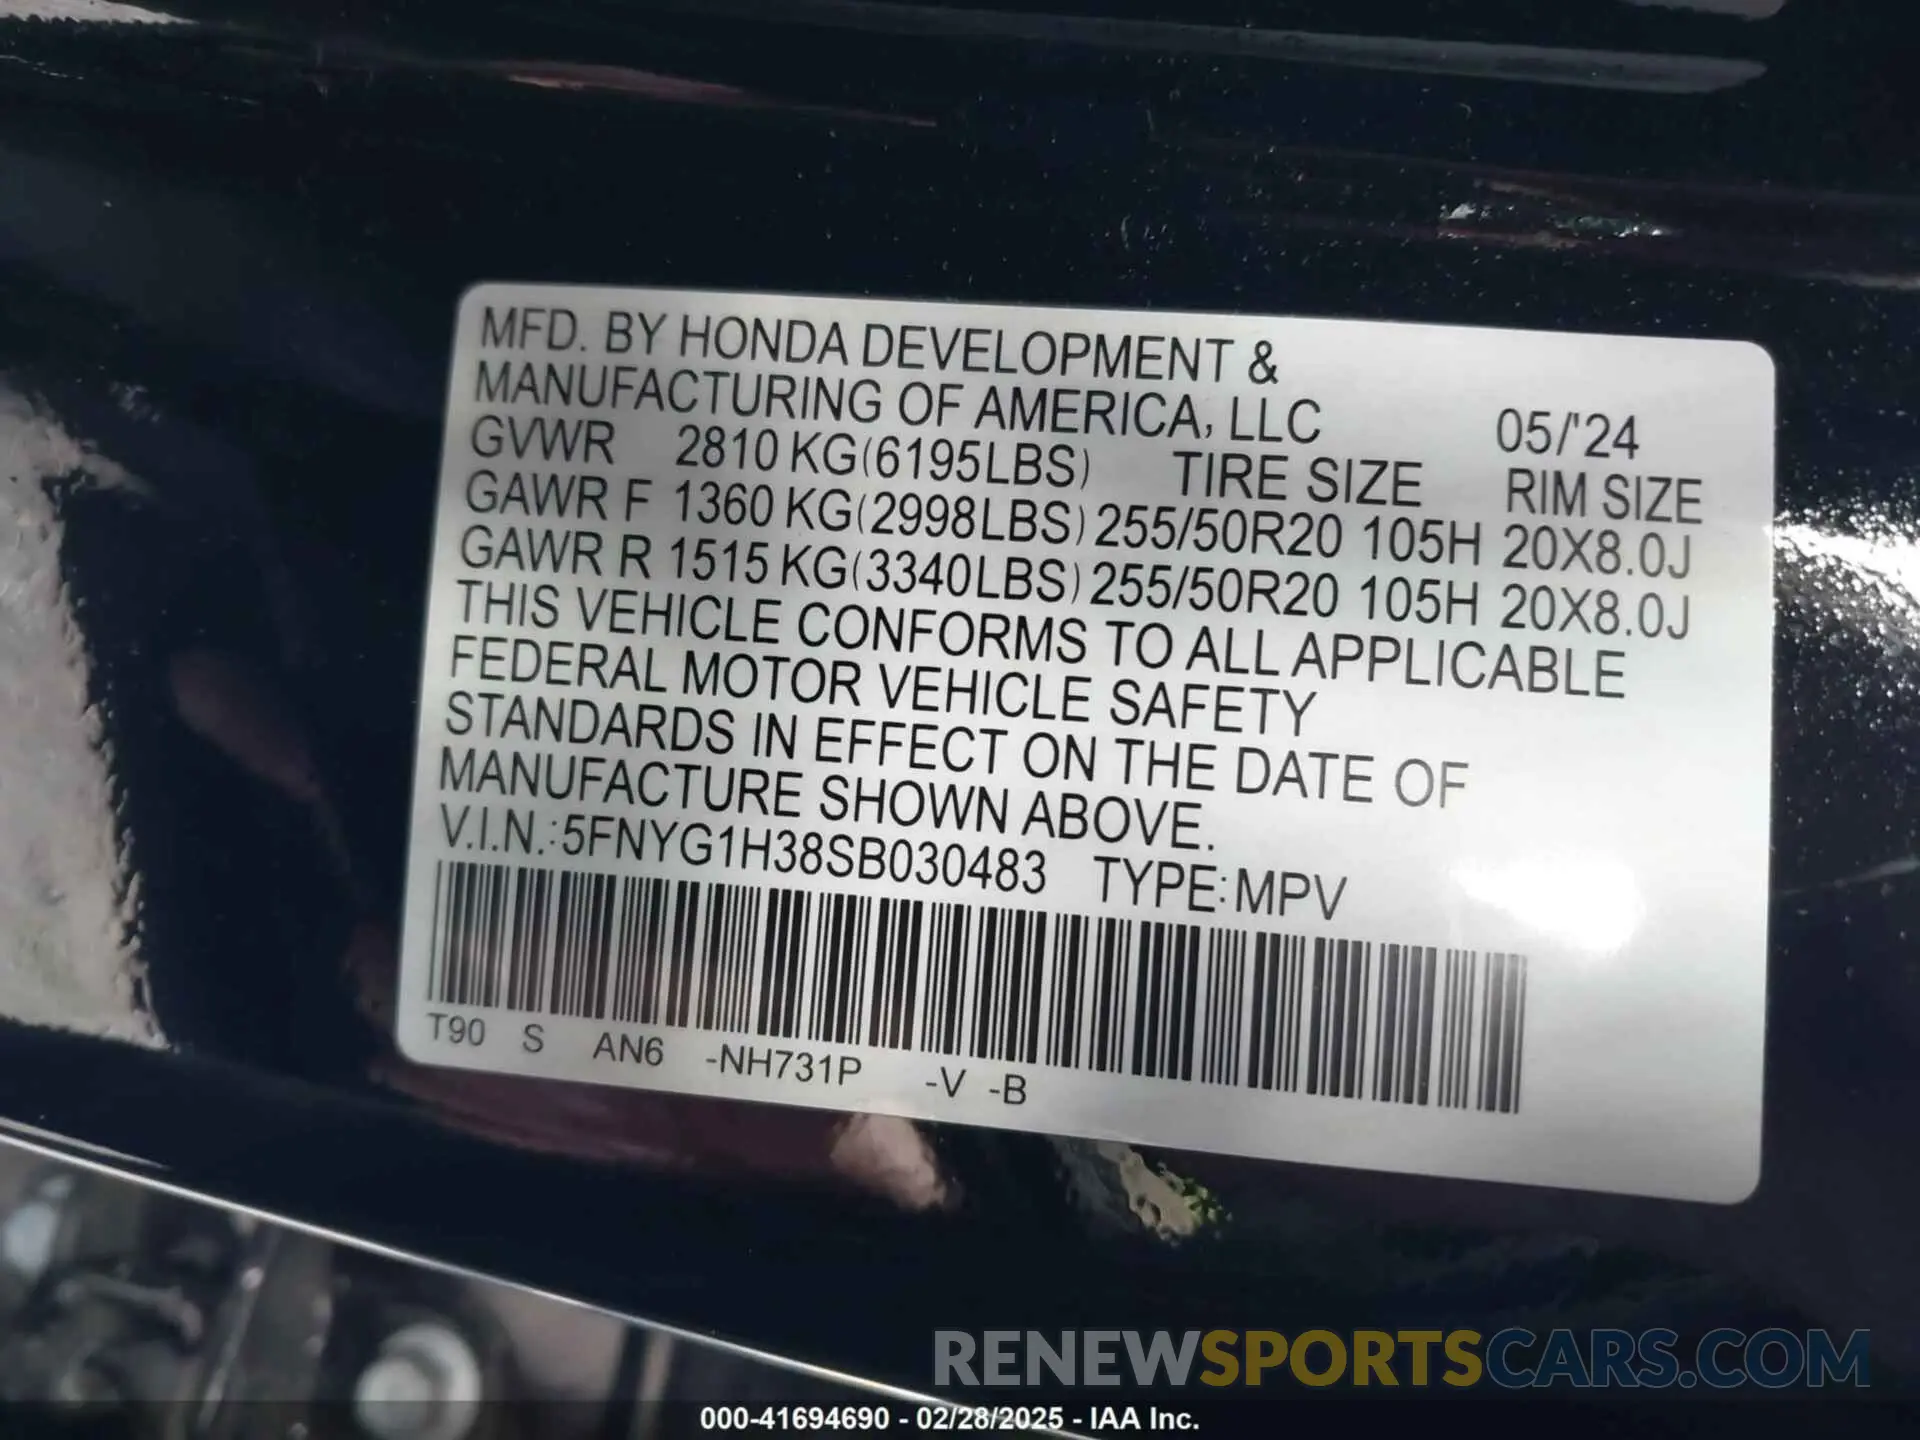 MFD. BY HONDA DEVELOPMENT &
MANUFACTURING OF AMERICA, LLC 05/'24
GVWR 2810 KG(6195LBS) TIRE SIZE RIM SIZE
GAWR F 1360 KG(2998LBS) 255/50R20 105H 20X8.0J
GAWR R 1515 KG(3340LBS) 255/50R20 105H 20X8.0J
THIS VEHICLE CONFORMS TO ALL APPLICABLE
FEDERAL MOTOR VEHICLE SAFETY
STANDARDS IN EFFECT ON THE DATE OF
MANUFACTURE SHOWN ABOVE.
V.I.N.:5FNYG1H38SB030483 TYPE:MPV
T90 S AN6 -NH731P -V -B
RENEWSPORTSCARS.COM
000-41694690 - 02/28/2025 - IAA Inc.